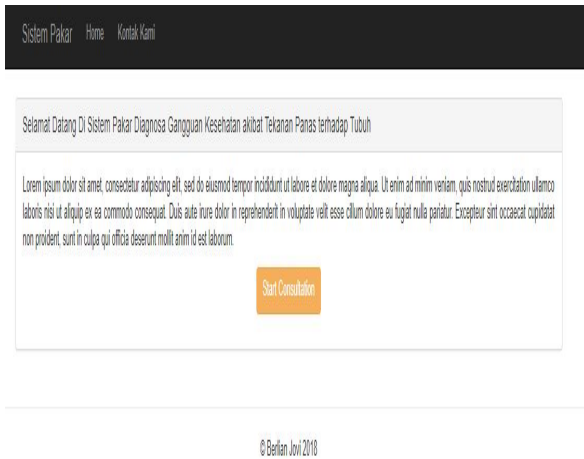 Sistem Pakar Home Kontak Kami
Selamat Datang Di Sistem Pakar Diagnosa Gangguan Kesehatan akibat Tekanan Panas terhadap Tubuh
Lorem ipsum dolor sit amet, consectetur adipiscing elit, sed do eiusmod tempor incididunt ut labore et dolore magna aliqua. Ut enim ad minim veniam, quis nostrud exercitation ullamco
laboris nisi ut aliquip ex ea commodo consequat. Duis aute irure dolor in reprehenderit in voluptate velit esse cillum dolore eu fugiat nulla pariatur. Excepteur sint occaecat cupidatat
non proident, sunt in culpa qui officia deserunt mollit anim id est laborum.
Start Consultation
© Berlian Jovi 2018